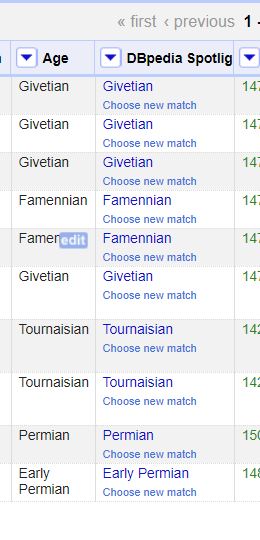 « first ‹ previous 1 -
Age DBpedia Spotlig
Givetian Givetian 147
Choose new match
Givetian Givetian 147
Choose new match
Givetian Givetian 147
Choose new match
Famennian Famennian 147
Choose new match
Famer edit Famennian 147
Choose new match
Givetian Givetian 147
Choose new match
Tournaisian Tournaisian 142
Choose new match
Tournaisian Tournaisian 142
Choose new match
Permian Permian 150
Choose new match
Early Early Permian 148
Permian Choose new match